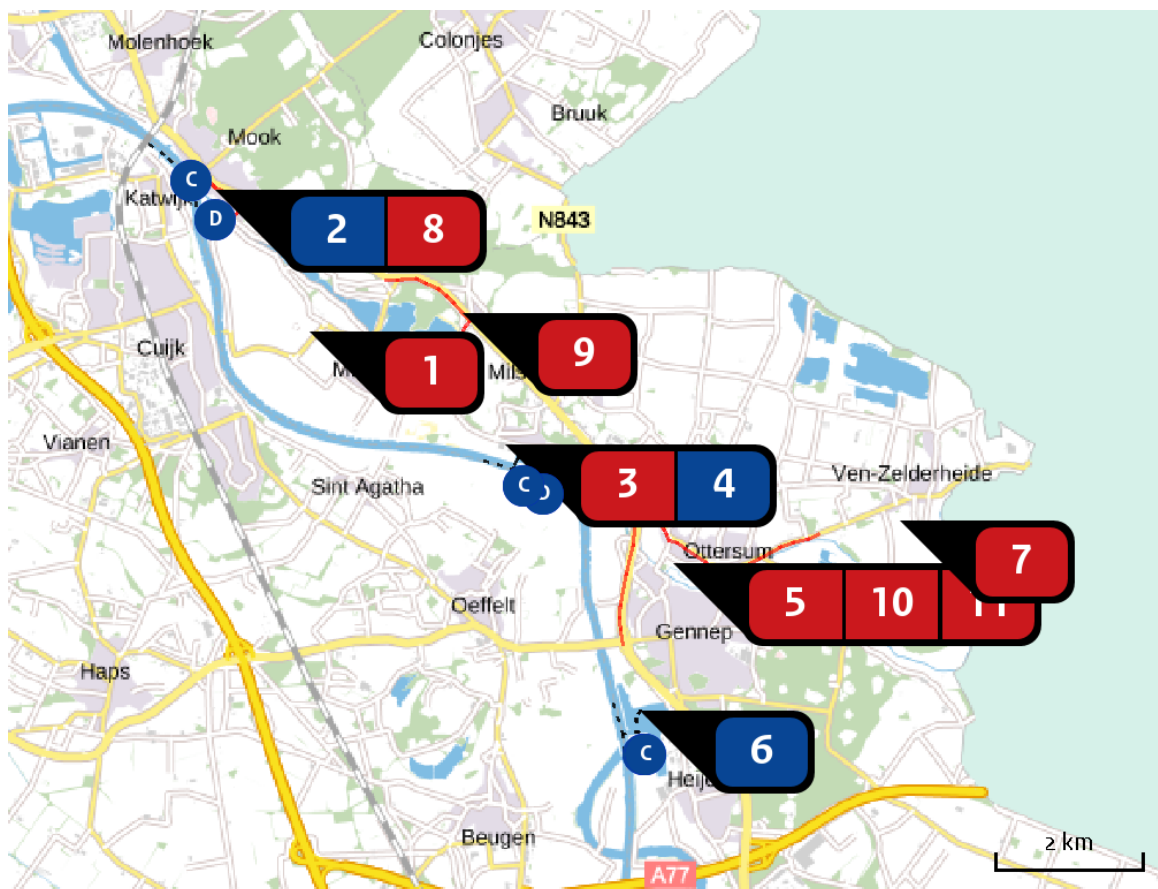 Molenhoek
Colonjes
Bruuk
Mook
C
Katwijk
D
N843
2 8
Cuijk
9
1
Vianen
Sint Agatha
Ven-Zelderheide
C
3 4
Ottersum
7
5 10 11
Oeffelt
Gennep
Haps
C
6
Beugen
2 km
A77